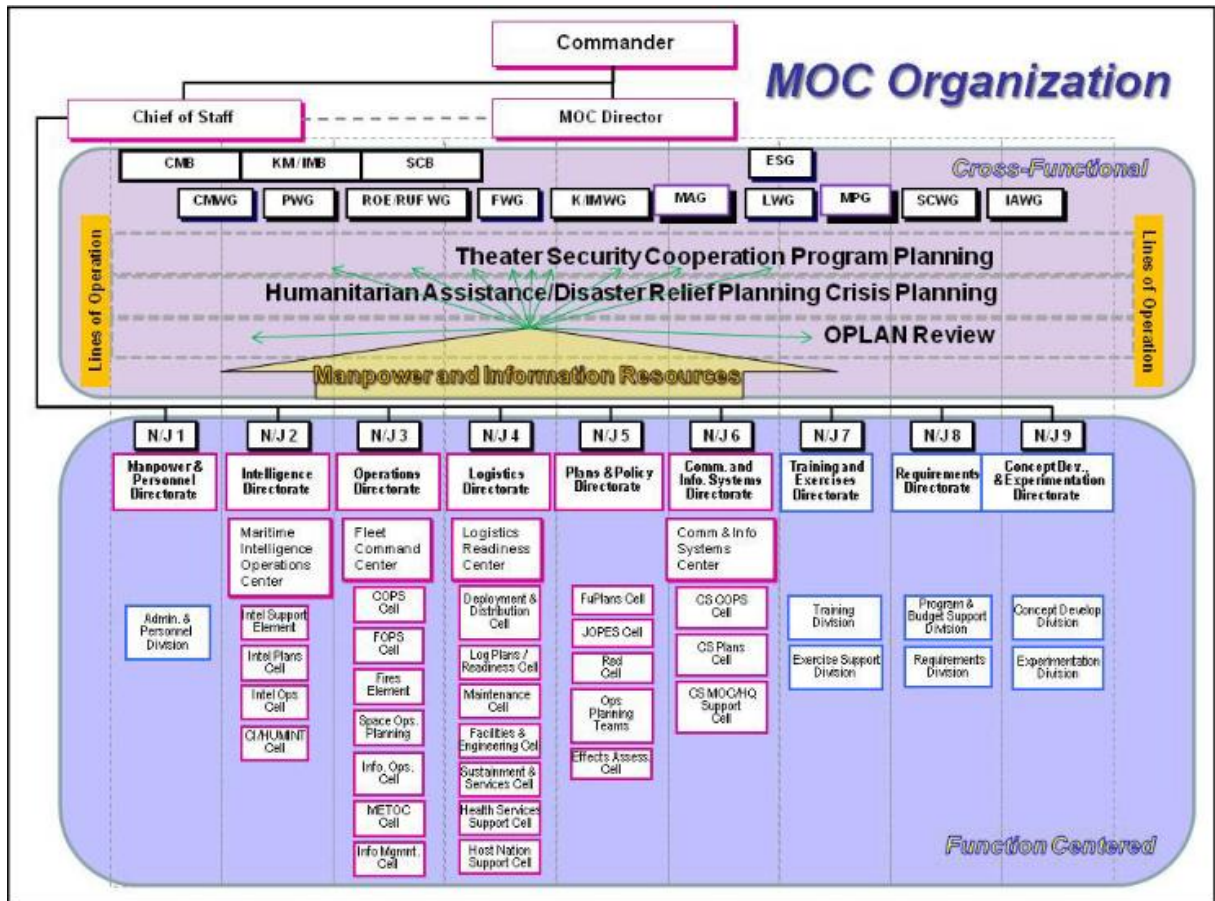 Commander
MOC Organization
Chief of Staff
MOC Director
CMB
KM/IMB
SCB
ESG
Cross-Functional
CMWG
PWG
ROE/RUF WG
FWG
K/IMWG
MAG
LWG
MPG
SCWG
IAWG
Lines of Operation
Theater Security Cooperation Program Planning
Humanitarian Assistance/Disaster Relief Planning Crisis Planning
OPLAN Review
Manpower and Information Resources
Lines of Operation
N/J 1
N/J 2
N/J 3
N/J 4
N/J 5
N/J 6
N/J 7
N/J 8
N/J 9
Manpower &
Personnel
Directorate
Intelligence
Directorate
Operations
Directorate
Logistics
Directorate
Plans & Policy
Directorate
Comm. and
Info. Systems
Directorate
Training and
Exercises
Directorate
Requirements
Directorate
Concept Dev.,
& Experimentation
Directorate
Maritime
Intelligence
Operations
Center
Fleet
Command
Center
Logistics
Readiness
Center
Comm & Info
Systems
Center
Admin. &
Personnel
Division
Intel Support
Element
Intel Plans
Cell
Intel Ops
Cell
CI/HUMINT
Cell
COPS
Cell
FOPS
Cell
Fires
Element
Space Ops.
Planning
Info. Ops.
Cell
METOC
Cell
Info Mgmnt.
Cell
Deployment &
Distribution
Cell
Log Plans /
Readiness Cell
Maintenance
Cell
Facilities &
Engineering Cell
Sustainment &
Services Cell
Health Services
Support Cell
Host Nation
Support Cell
FuPlans Cell
JOPES Cell
Red
Cell
Ops
Planning
Teams
Effects Assess.
Cell
CS COPS
Cell
CS Plans
Cell
CS MOC/HQ
Support
Cell
Training
Division
Exercise Support
Division
Program &
Budget Support
Division
Requirements
Division
Concept Develop
Division
Experimentation
Division
Function Centered